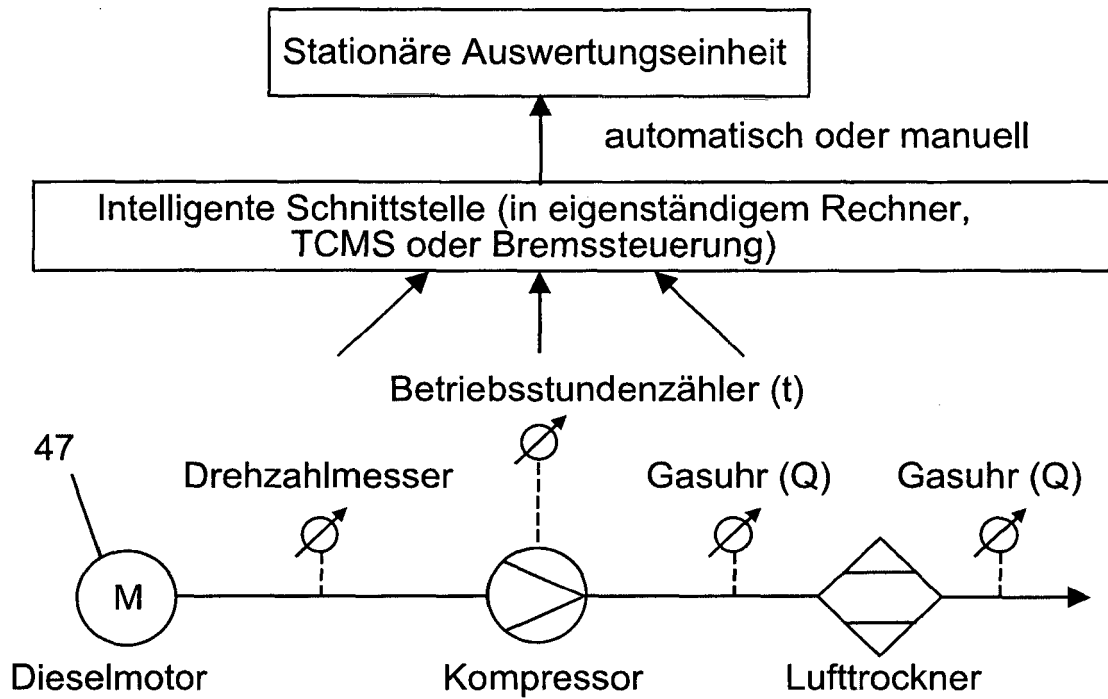 Stationäre Auswertungseinheit
automatisch oder manuell
Intelligente Schnittstelle (in eigenständigem Rechner,
TCMS oder Bremssteuerung)
Betriebsstundenzähler (t)
47
Drehzahlmesser
Gasuhr (Q)
Gasuhr (Q)
M
Dieselmotor
Kompressor
Lufttrockner